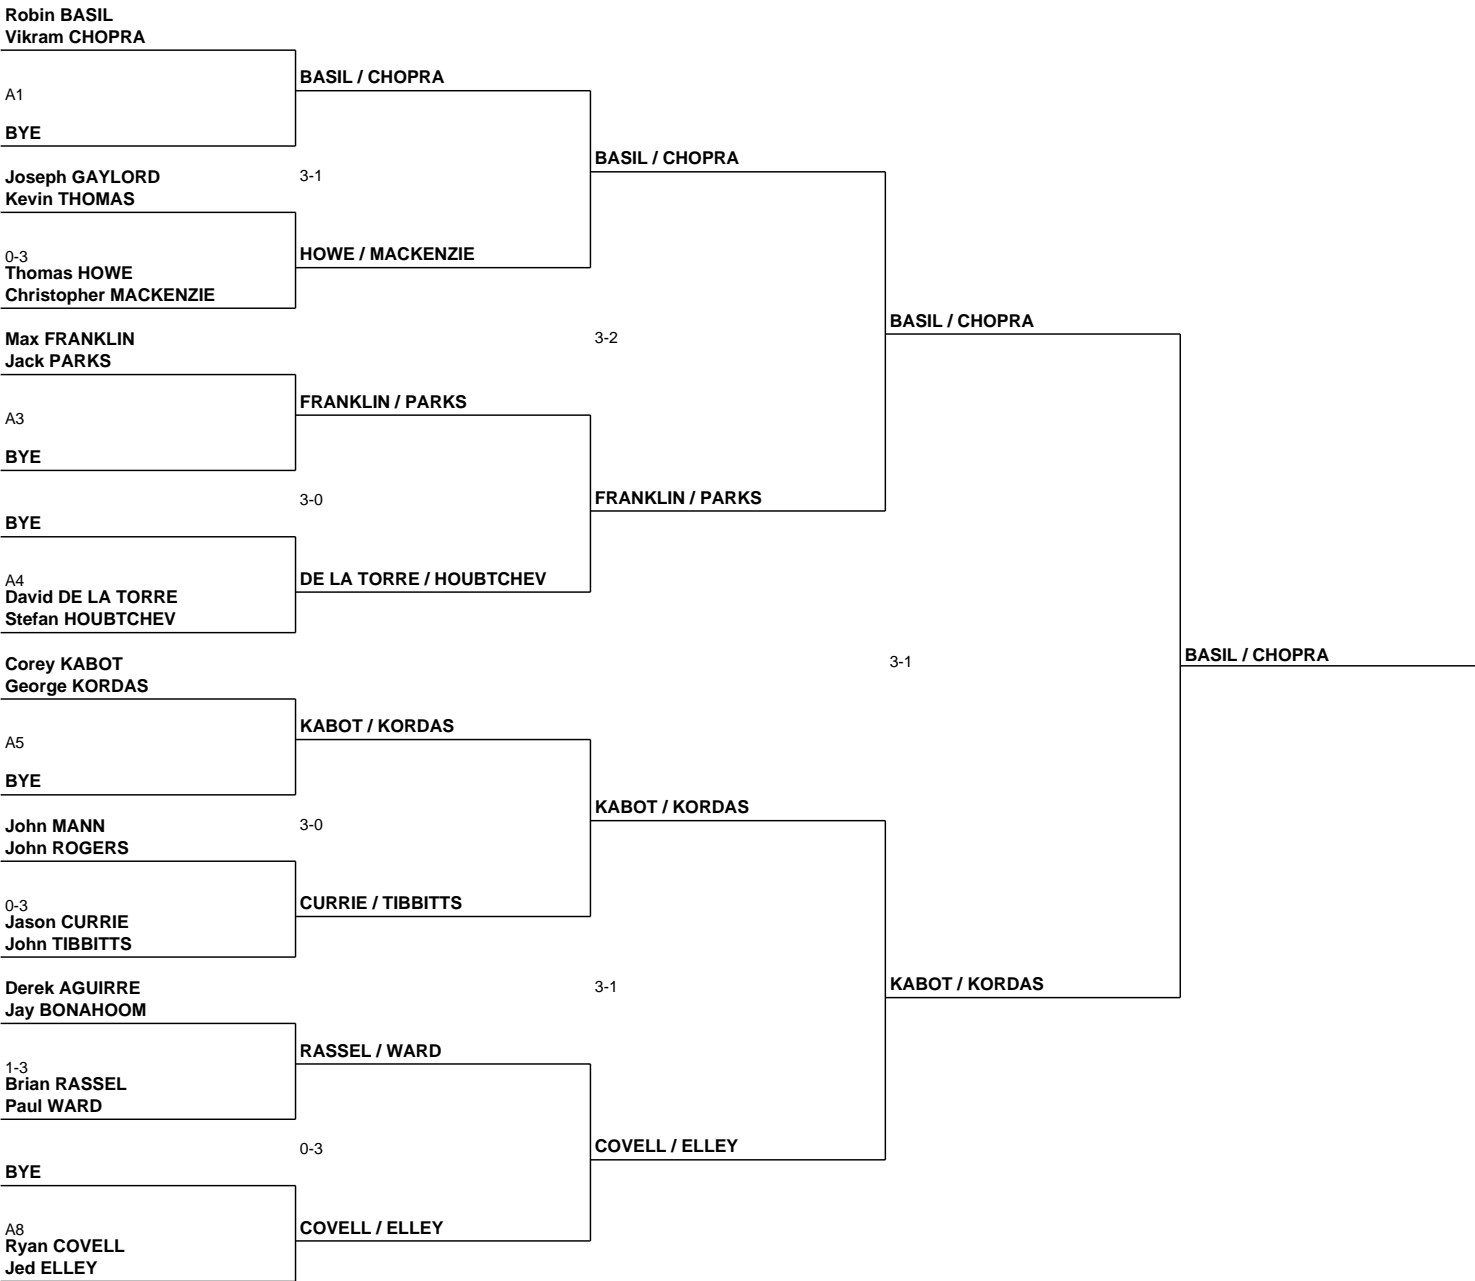 Robin BASIL
Vikram CHOPRA
A1
BYE
Joseph GAYLORD
Kevin THOMAS
0-3
Thomas HOWE
Christopher MACKENZIE
Max FRANKLIN
Jack PARKS
A3
BYE
BYE
A4
David DE LA TORRE
Stefan HOUBTCHEV
Corey KABOT
George KORDAS
A5
BYE
John MANN
John ROGERS
0-3
Jason CURRIE
John TIBBITTS
Derek AGUIRRE
Jay BONAHOOM
1-3
Brian RASSEL
Paul WARD
BYE
A8
Ryan COVELL
Jed ELLEY
BASIL / CHOPRA
3-1
HOWE / MACKENZIE
FRANKLIN / PARKS
3-0
DE LA TORRE / HOUBTCHEV
KABOT / KORDAS
3-0
CURRIE / TIBBITTS
RASSEL / WARD
0-3
COVELL / ELLEY
BASIL / CHOPRA
3-2
FRANKLIN / PARKS
KABOT / KORDAS
3-1
COVELL / ELLEY
BASIL / CHOPRA
3-1
KABOT / KORDAS
BASIL / CHOPRA